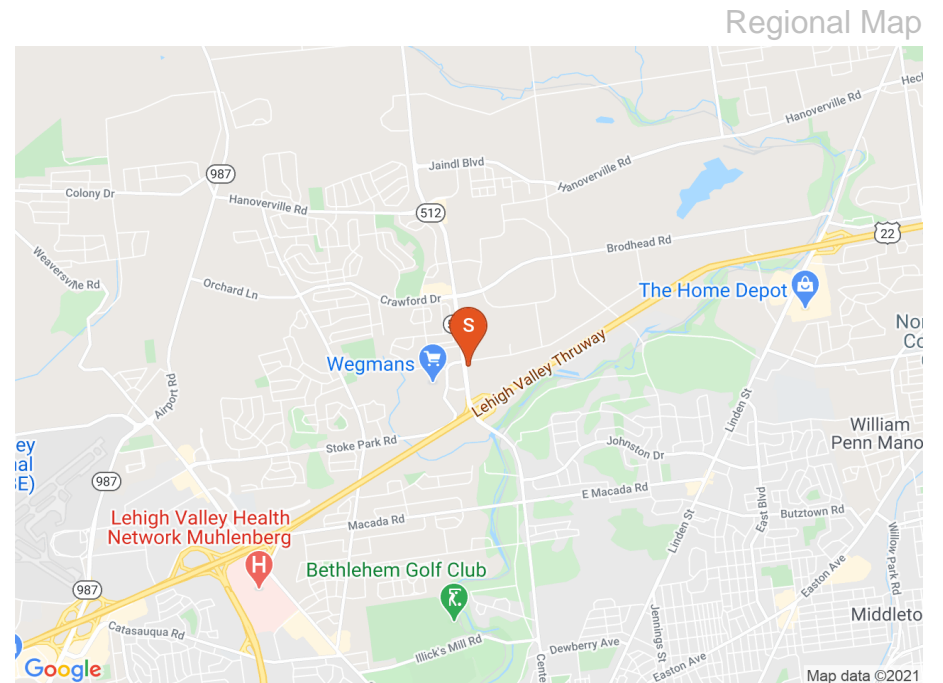 Regional Map
Hanoverville Rd
Jaindl Blvd
Hanoverville Rd
987
Colony Dr
Hanoverville Rd
512
22
Brodhead Rd
Weaversville Rd
Orchard Ln
Crawford Dr
The Home Depot
S
Wegmans
Lehigh Valley Thruway
Airport Rd
Linden St
William
Penn Mano
Stoke Park Rd
Johnston Dr
987
E Macada Rd
East Blvd
Butztown Rd
Lehigh Valley Health
Network Muhlenberg
Macada Rd
Linden St
Willow Park Rd
H
Bethlehem Golf Club
Easton Ave
987
Middleto
Catasauqua Rd
Illick's Mill Rd
Jennings St
Dewberry Ave
Easton Ave
Cente
Google
Map data ©2021